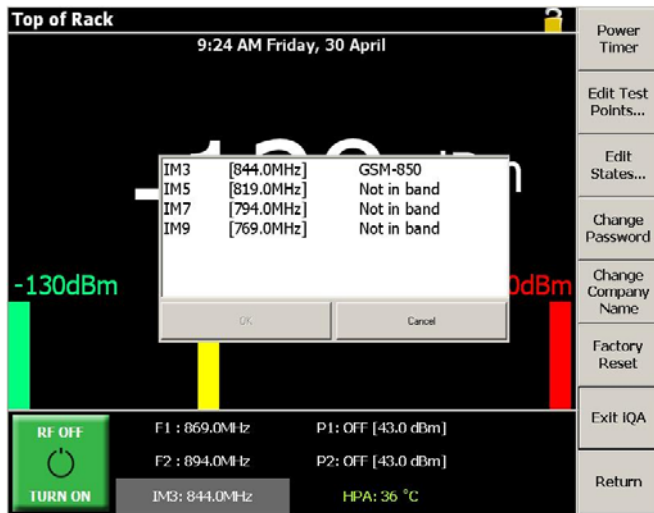 Top of Rack
9:24 AM Friday, 30 April
IM3 [844.0MHz] GSM-850
IM5 [819.0MHz] Not in band
IM7 [794.0MHz] Not in band
IM9 [769.0MHz] Not in band
OK
Cancel
-130dBm
0dBm
RF OFF
TURN ON
F1 : 869.0MHz
P1: OFF [43.0 dBm]
F2 : 894.0MHz
P2: OFF [43.0 dBm]
IM3: 844.0MHz
HPA: 36 °C
Power
Timer
Edit Test
Points...
Edit
States...
Change
Password
Change
Company
Name
Factory
Reset
Exit iQA
Return